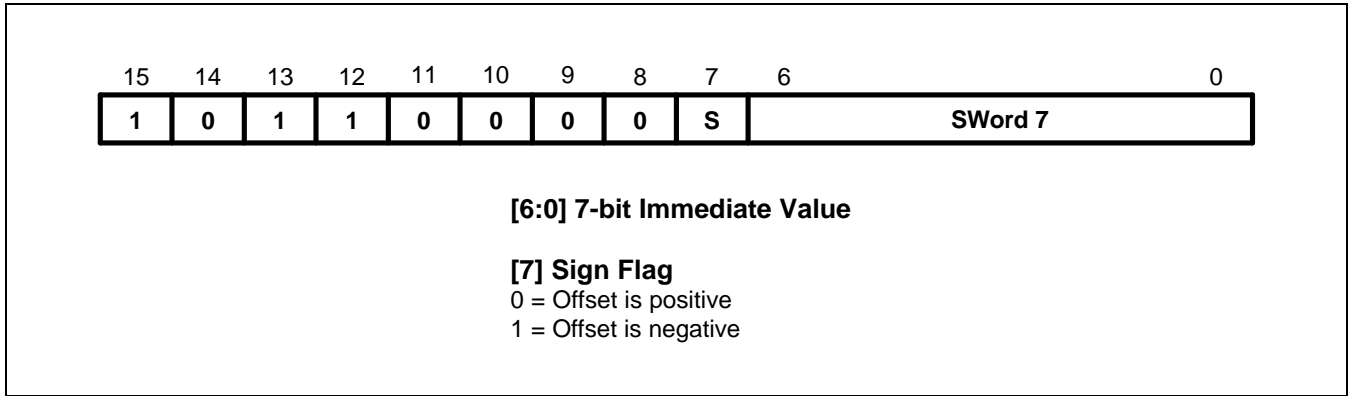 15 14 13 12 11 10 9 8 7 6 0
1 0 1 1 0 0 0 0 S SWord 7
[6:0] 7-bit Immediate Value
[7] Sign Flag
0 = Offset is positive
1 = Offset is negative